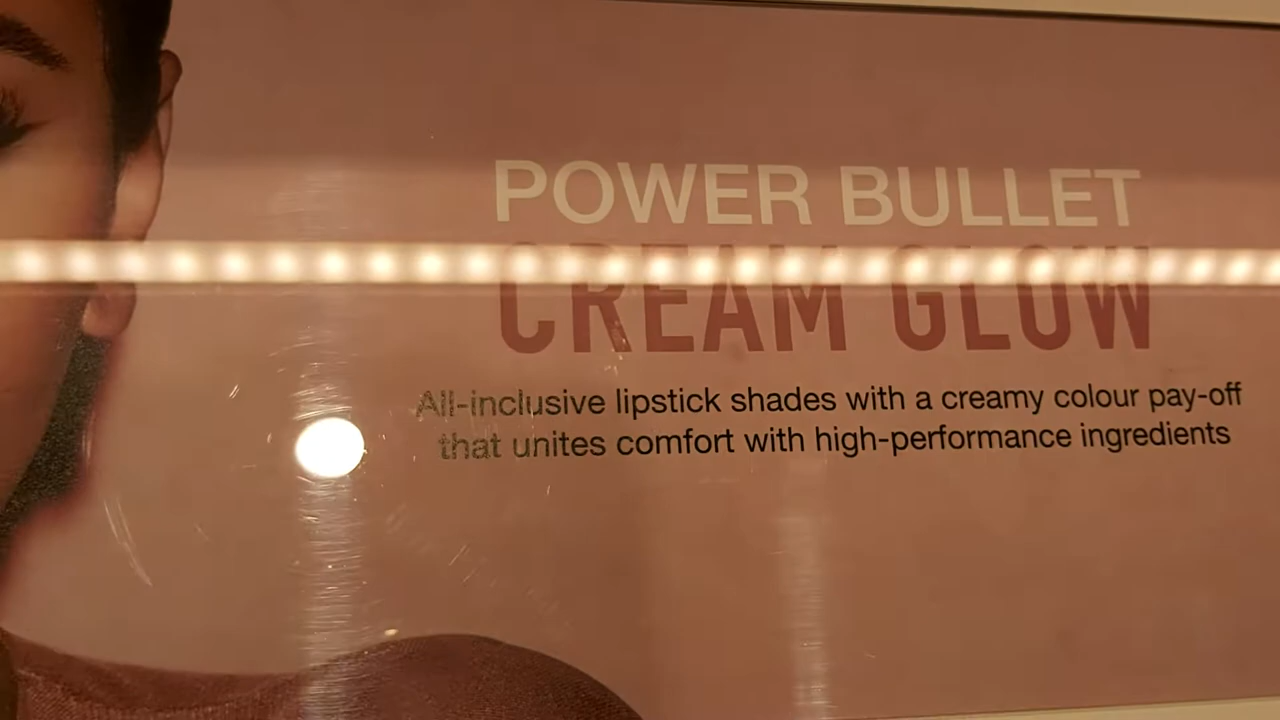 POWER BULLET
CREAM GLOW
All-inclusive lipstick shades with a creamy colour pay-off
that unites comfort with high-performance ingredients